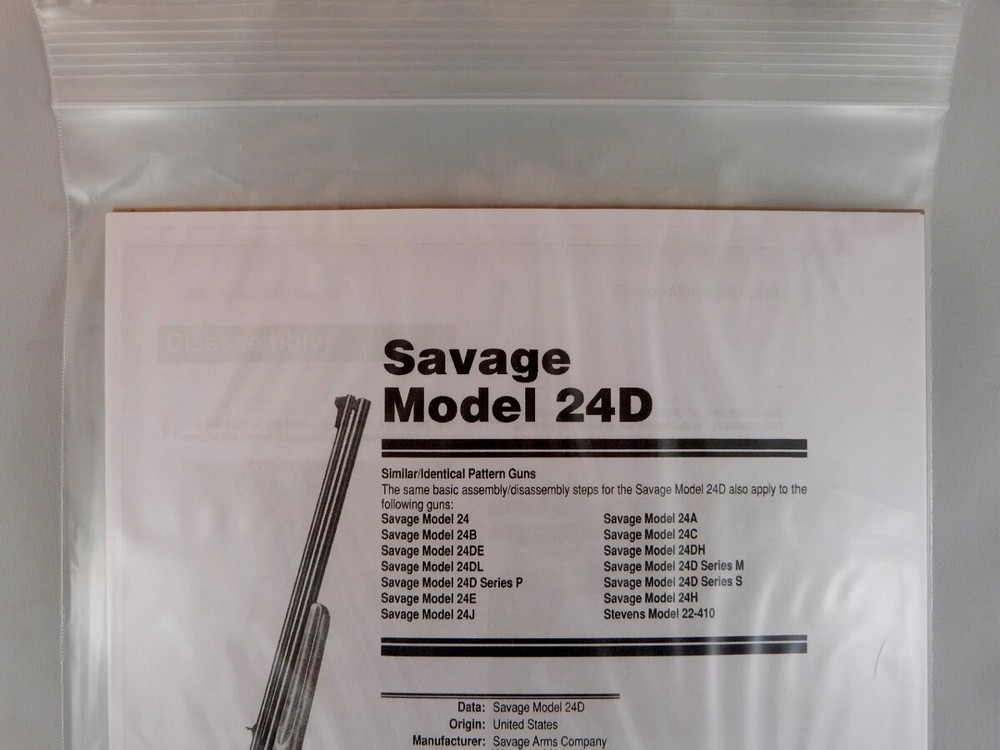 Disassembly
Savage
Model 24D
Similar/Identical Pattern Guns
The same basic assembly/disassembly steps for the Savage Model 24D also apply to the
following guns:
Savage Model 24 Savage Model 24A
Savage Model 24B Savage Model 24C
Savage Model 24DE Savage Model 24DH
Savage Model 24DL Savage Model 24D Series M
Savage Model 24D Series P Savage Model 24D Series S
Savage Model 24E Savage Model 24H
Savage Model 24J Stevens Model 22-410
Data: Savage Model 24D
Origin: United States
Manufacturer: Savage Arms Company